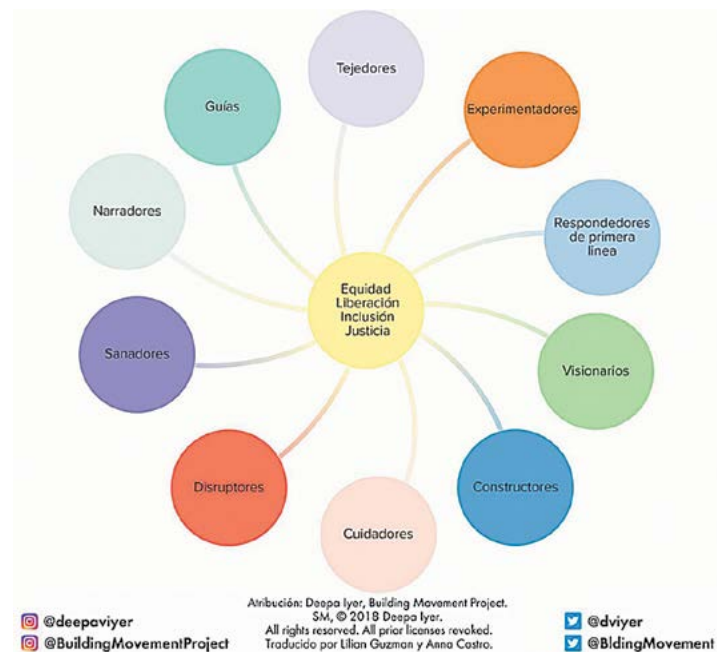 Tejedores
Guías
Experimentadores
Narradores
Respondedores
de primera
línea
Equidad
Liberación
Inclusión
Justicia
Sanadores
Visionarios
Disruptores
Constructores
Cuidadores
@deepaviyer
@BuildingMovementProject
Atribución: Deepa Iyer, Building Movement Project.
SM, © 2018 Deepa Iyer.
All rights reserved. All prior licenses revoked.
Traducido por Lilian Guzman y Anna Castro.
@dviyer
@BldingMovement